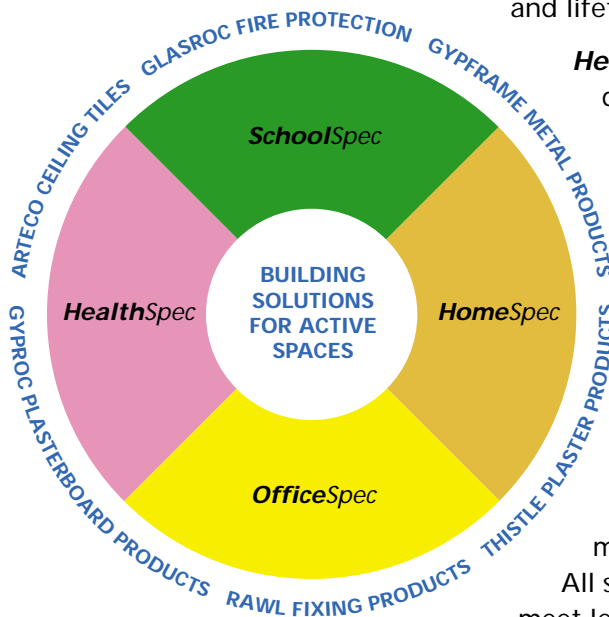 and lifet
He
GLASROC FIRE PROTECTION
GYPFRAME METAL PRODUCTS
ARTECO CEILING TILES
SchoolSpec
HealthSpec
BUILDING
SOLUTIONS
FOR ACTIVE
SPACES
HomeSpec
OfficeSpec
GYPROC PLASTERBOARD PRODUCTS
RAWL FIXING PRODUCTS
THISTLE PLASTER PRODUCTS
m
All s